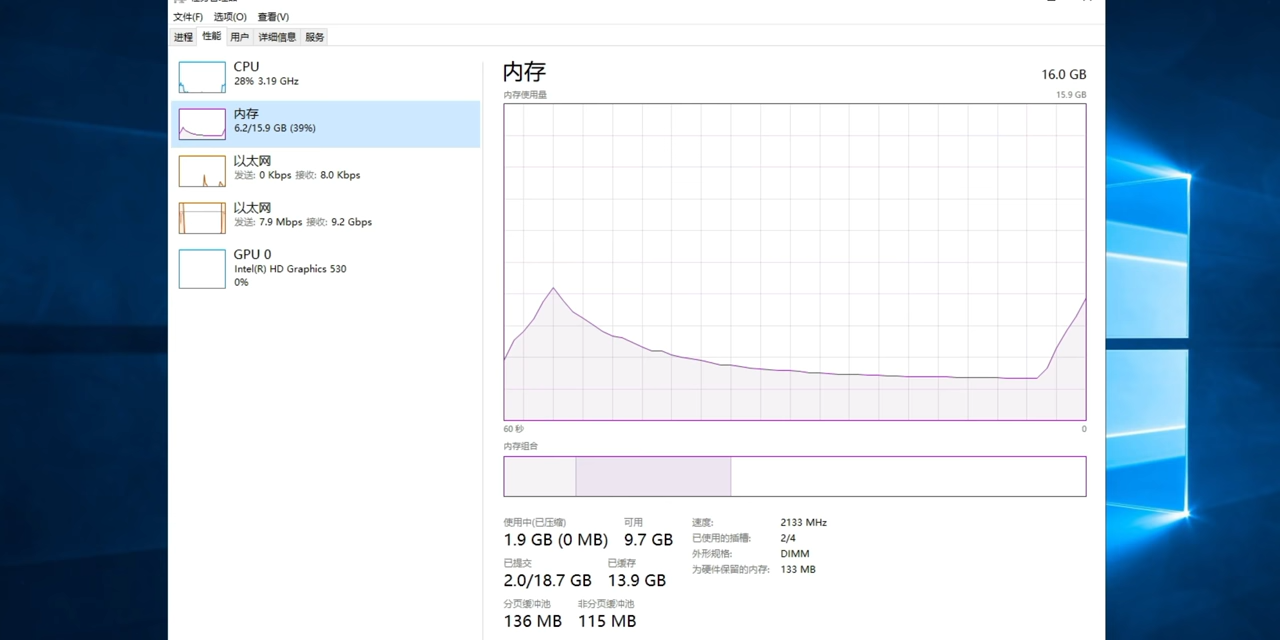 文件(F) 选项(O) 查看(V)
进程 性能 用户 详细信息 服务
CPU
28% 3.19 GHz
内存
6.2/15.9 GB (39%)
以太网
发送: 0 Kbps 接收: 8.0 Kbps
以太网
发送: 7.9 Mbps 接收: 9.2 Gbps
GPU 0
Intel(R) HD Graphics 530
0%
内存 16.0 GB
内存使用量 15.9 GB
60 秒 0
内存组合
使用中(已压缩) 可用
1.9 GB (0 MB) 9.7 GB
已提交 已缓存
2.0/18.7 GB 13.9 GB
分页缓冲池 非分页缓冲池
136 MB 115 MB
速度: 2133 MHz
已使用的插槽: 2/4
外形规格: DIMM
为硬件保留的内存: 133 MB